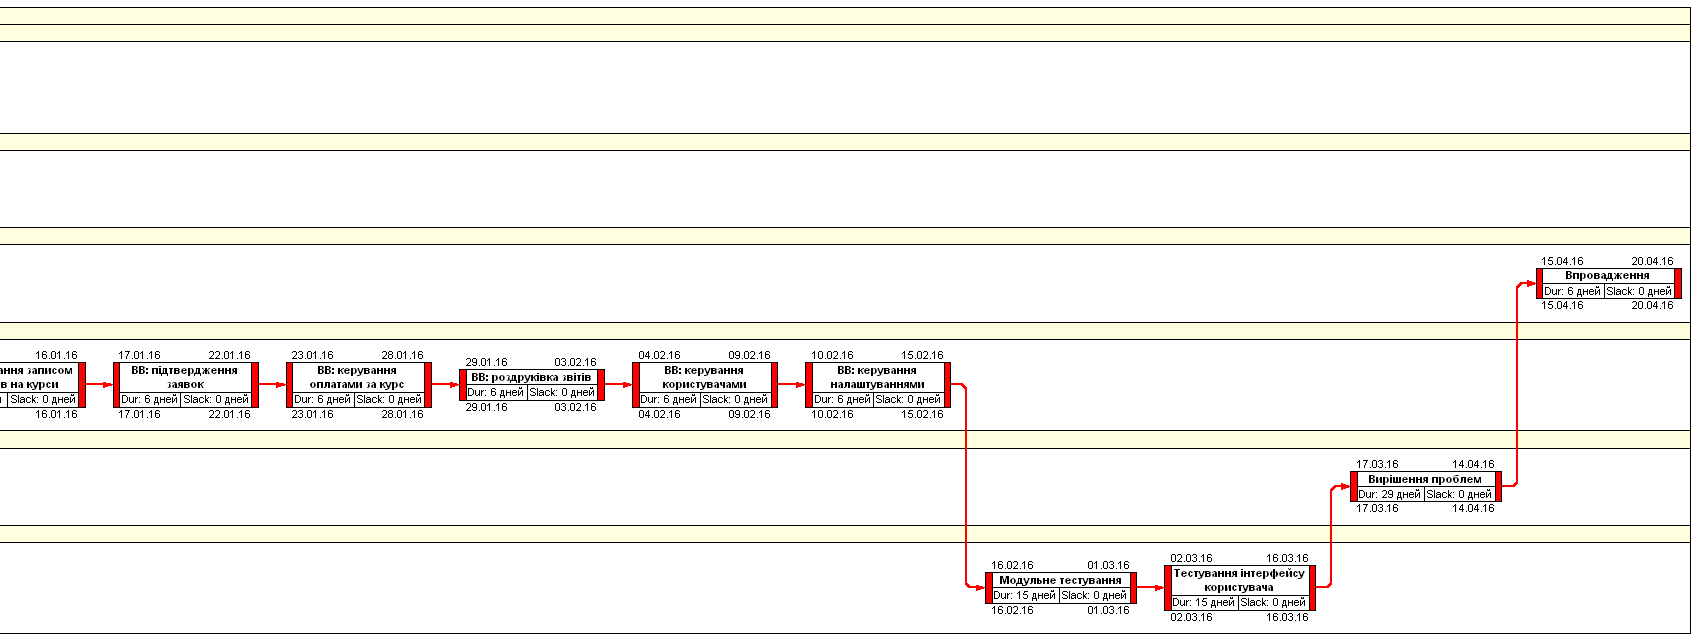 15.04.16 20.04.16
Впровадження
Dur: 6 дней Slack: 0 дней
15.04.16 20.04.16
16.01.16
ання записом
в на курси
Slack: 0 дней
16.01.16
17.01.16 22.01.16
ВВ: підтвердження
заявок
Dur: 6 дней Slack: 0 дней
17.01.16 22.01.16
23.01.16 28.01.16
ВВ: керування
оплатами за курс
Dur: 6 дней Slack: 0 дней
23.01.16 28.01.16
29.01.16 03.02.16
ВВ: роздруківка звітів
Dur: 6 дней Slack: 0 дней
29.01.16 03.02.16
04.02.16 09.02.16
ВВ: керування
користувачами
Dur: 6 дней Slack: 0 дней
04.02.16 09.02.16
10.02.16 15.02.16
ВВ: керування
налаштуваннями
Dur: 6 дней Slack: 0 дней
10.02.16 15.02.16
17.03.16 14.04.16
Вирішення проблем
Dur: 29 дней Slack: 0 дней
17.03.16 14.04.16
16.02.16 01.03.16
Модульне тестування
Dur: 15 дней Slack: 0 дней
16.02.16 01.03.16
02.03.16 16.03.16
Тестування інтерфейсу
користувача
Dur: 15 дней Slack: 0 дней
02.03.16 16.03.16